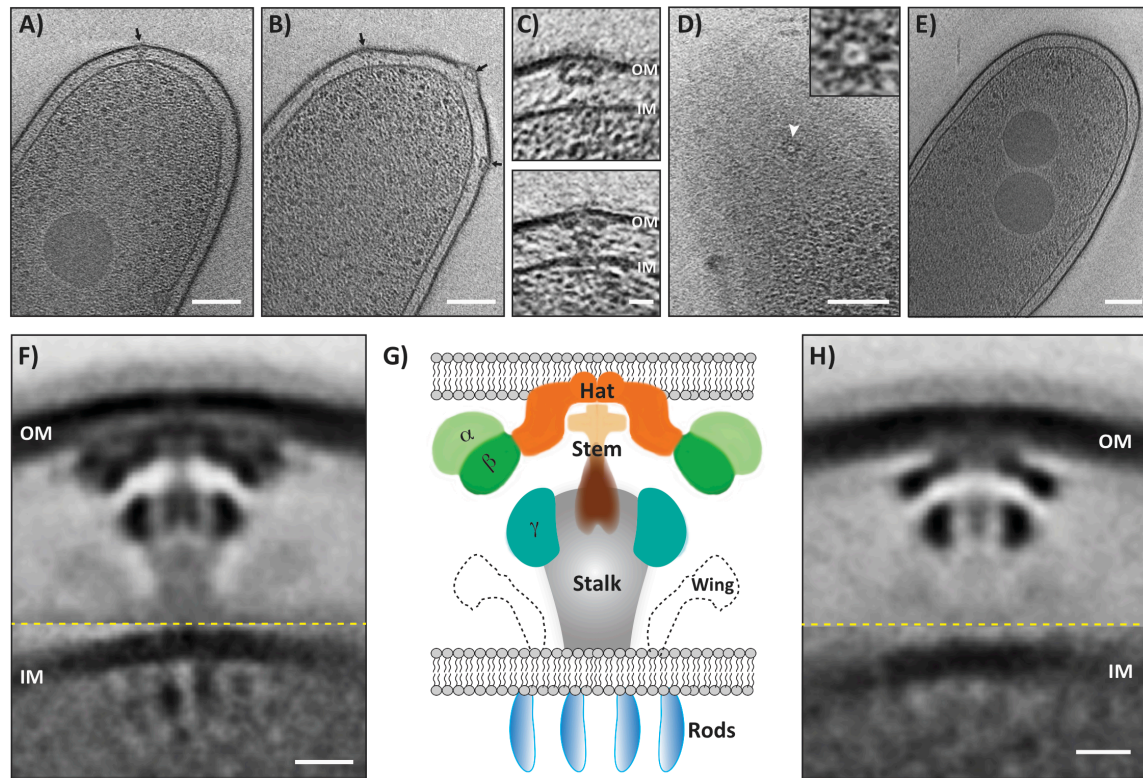 A)
B)
C)
OM
IM
OM
IM
D)
E)
F)
OM
IM
G)
Hat
α
β
Stem
γ
Stalk
Wing
Rods
H)
OM
IM